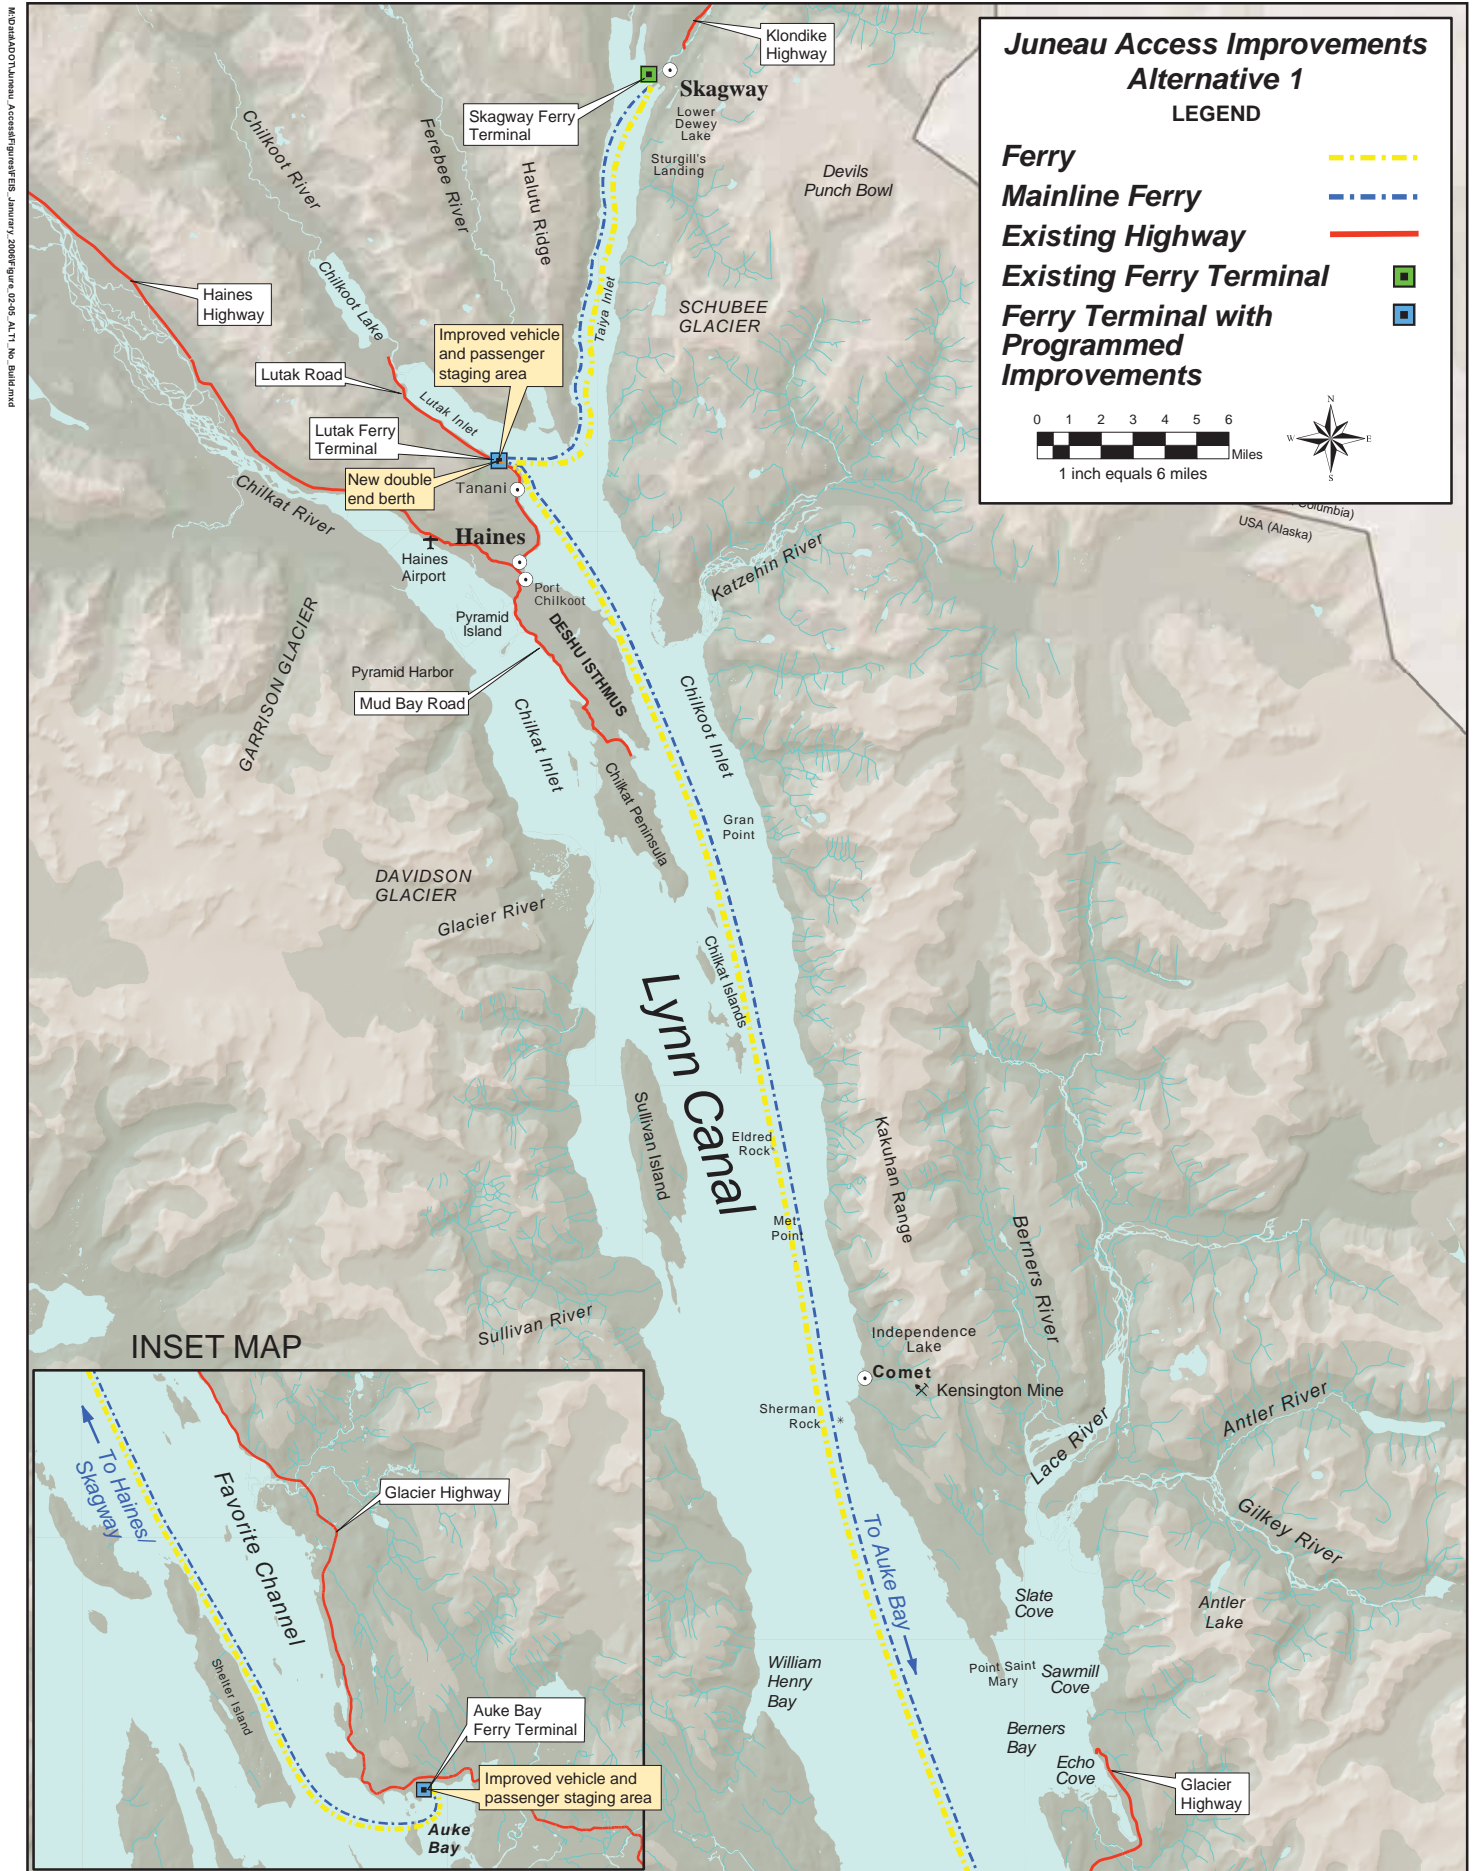 M:\Data\ADOT\Juneau_Access\Figures\FEIS_Janurary_2006\Figure_02-05_ALT1_No_Build.mxd
Juneau Access Improvements
Alternative 1
LEGEND
Ferry
Mainline Ferry
Existing Highway
Existing Ferry Terminal
Ferry Terminal with
Programmed
Improvements
0 1 2 3 4 5 6
Miles
1 inch equals 6 miles
N
W
E
S
Columbia)
USA (Alaska)
Klondike
Highway
Skagway
Skagway Ferry
Terminal
Lower
Dewey
Lake
Sturgill's
Landing
Devils
Punch Bowl
Chilkoot River
Ferebee River
Halutu Ridge
Taiya Inlet
SCHUBEE
GLACIER
Haines
Highway
Chilkoot Lake
Improved vehicle
and passenger
staging area
Lutak Road
Lutak Inlet
Lutak Ferry
Terminal
New double
end berth
Tanani
Chilkat River
Haines
Haines
Airport
Port
Chilkoot
Katzehin River
Pyramid
Island
DESHU ISTHMUS
GARRISON GLACIER
Pyramid Harbor
Mud Bay Road
Chilkat Inlet
Chilkoot Inlet
Chilkat Peninsula
Gran
Point
DAVIDSON
GLACIER
Glacier River
Chilkat Islands
Lynn Canal
Sullivan Island
Eldred
Rock
Kakuhan Range
Met
Point
Berners River
Sullivan River
Independence
Lake
Comet
Kensington Mine
Sherman
Rock
Lace River
Antler River
Gilkey River
To Auke Bay
Slate
Cove
Antler
Lake
William
Henry
Bay
Point Saint
Mary
Sawmill
Cove
Berners
Bay
Echo
Cove
Glacier
Highway
INSET MAP
To Haines/
Skagway
Favorite Channel
Glacier Highway
Shelter Island
Auke Bay
Ferry Terminal
Improved vehicle and
passenger staging area
Auke
Bay